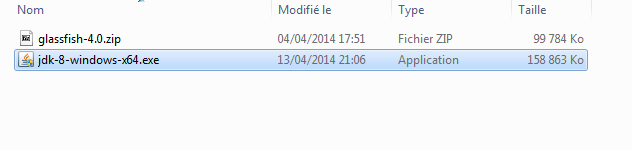 Nom Modifié le Type Taille
glassfish-4.0.zip 04/04/2014 17:51 Fichier ZIP 99 784 Ko
jdk-8-windows-x64.exe 13/04/2014 21:06 Application 158 863 Ko